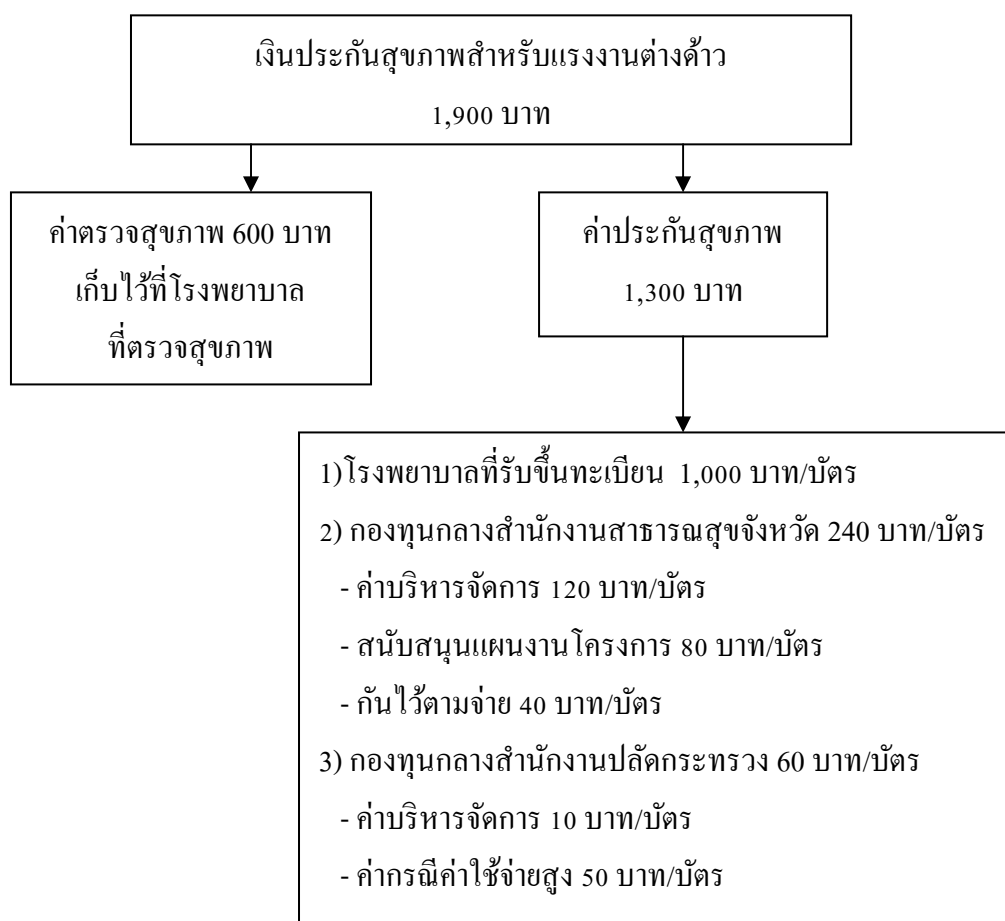 เงินประกันสุขภาพสำหรับแรงงานต่างด้าว
1,900 บาท
ค่าตรวจสุขภาพ 600 บาท
เก็บไว้ที่โรงพยาบาล
ที่ตรวจสุขภาพ
ค่าประกันสุขภาพ
1,300 บาท
1)โรงพยาบาลที่รับขึ้นทะเบียน 1,000 บาท/บัตร
2) กองทุนกลางสำนักงานสาธารณสุขจังหวัด 240 บาท/บัตร
- ค่าบริหารจัดการ 120 บาท/บัตร
- สนับสนุนแผนงานโครงการ 80 บาท/บัตร
- กันไว้ตามจ่าย 40 บาท/บัตร
3) กองทุนกลางสำนักงานปลัดกระทรวง 60 บาท/บัตร
- ค่าบริหารจัดการ 10 บาท/บัตร
- ค่ากรณีค่าใช้จ่ายสูง 50 บาท/บัตร